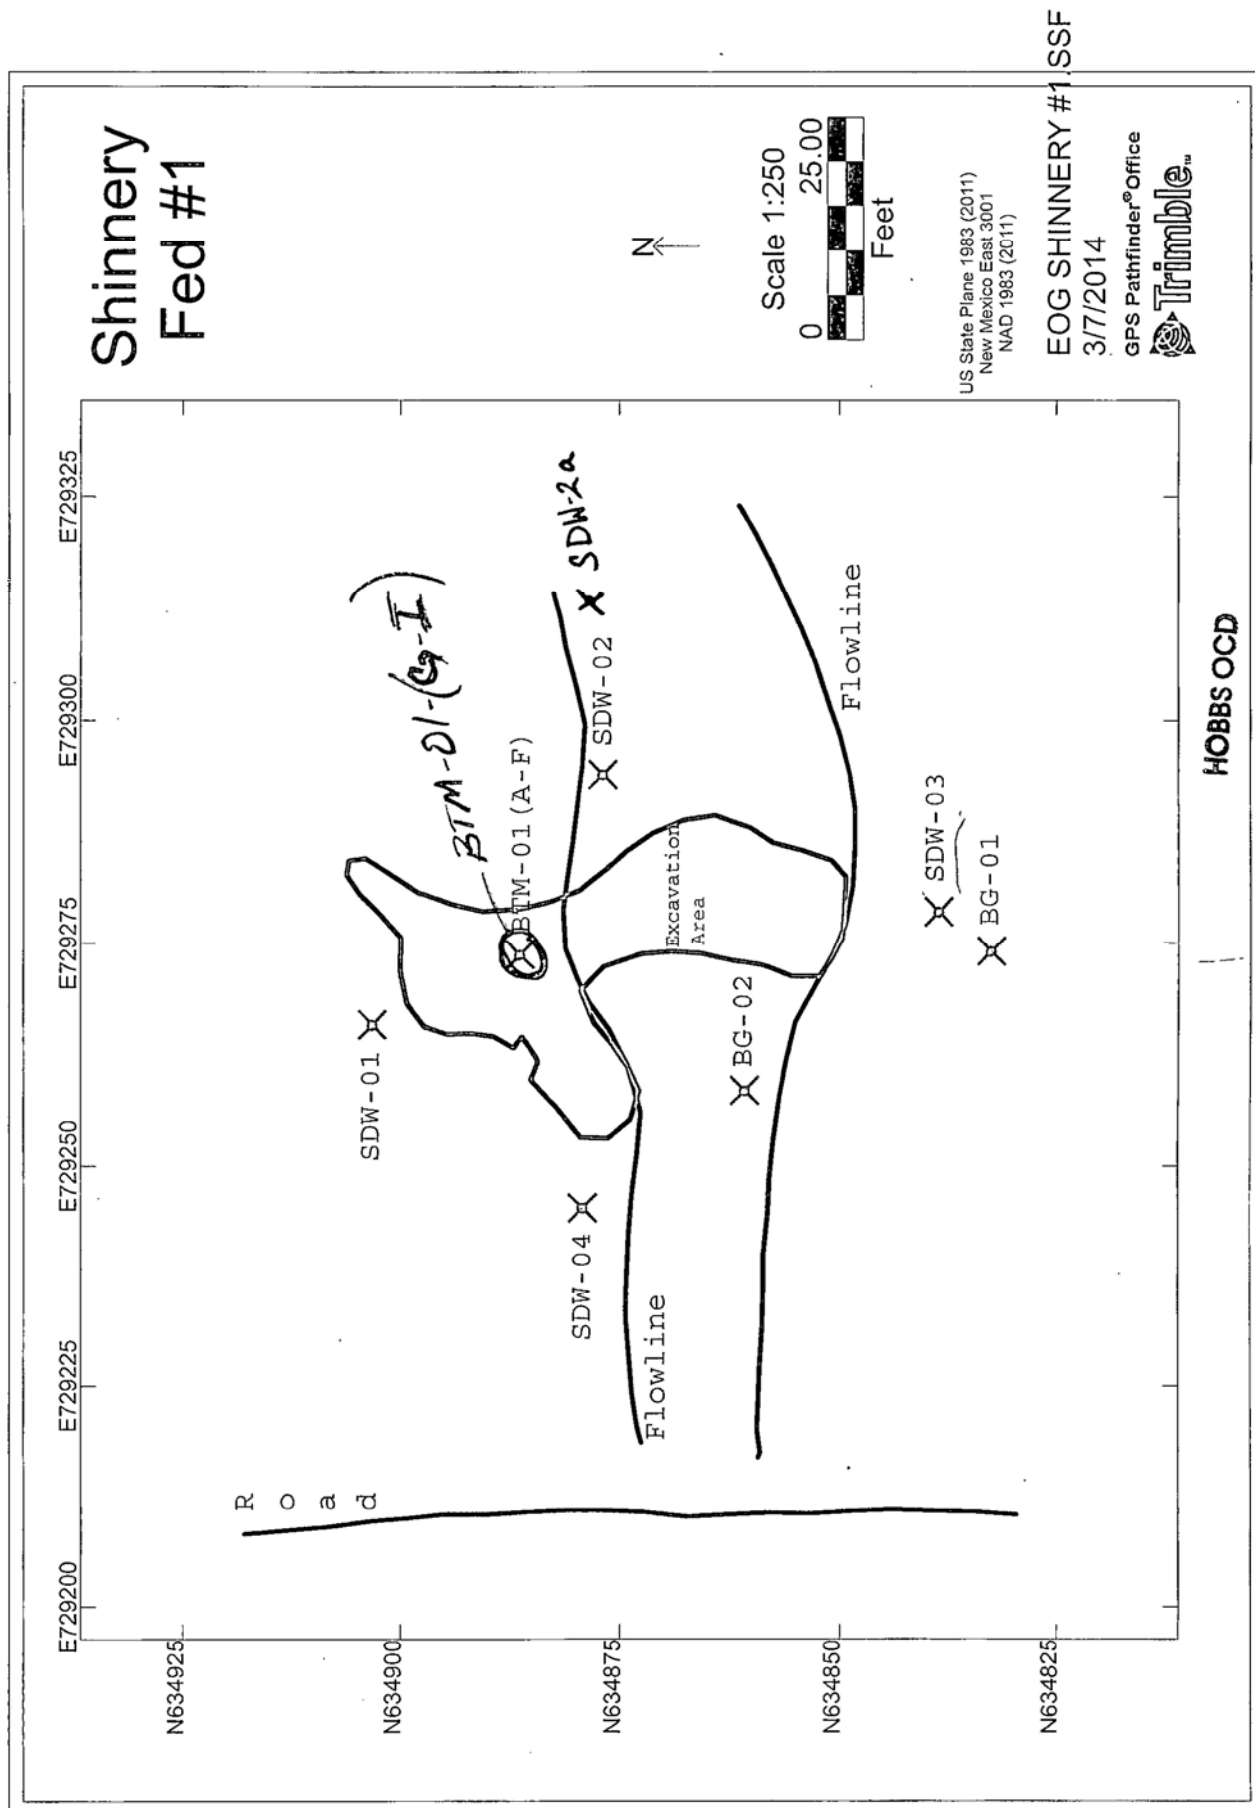 Shinnery
Fed #1
E729200
E729225
E729250
E729275
E729300
E729325
N634925
N634900
N634875
N634850
N634825
Road
SDW-01
BTM-01-(G-I)
BTM-01(A-F)
SDW-04
SDW-02
X SDW-2a
Flowline
Excavation
Area
BG-02
Flowline
SDW-03
BG-01
N
Scale 1:250
0 25.00
Feet
US State Plane 1983 (2011)
New Mexico East 3001
NAD 1983 (2011)
EOG SHINNERY #1.SSF
3/7/2014
GPS Pathfinder® Office
Trimble™
HOBBS OCD